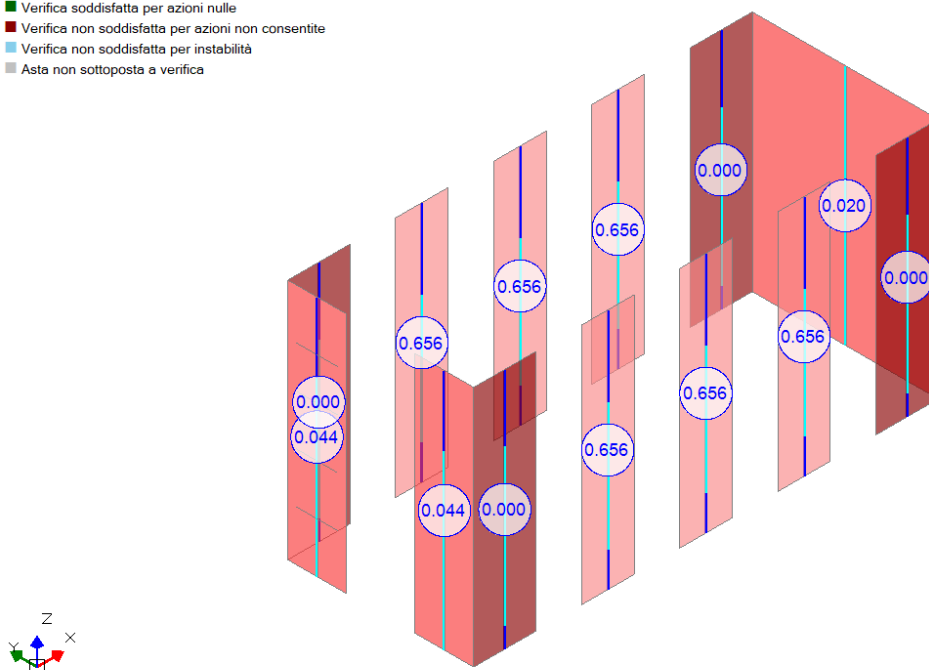 Verifica soddisfatta per azioni nulle
Verifica non soddisfatta per azioni non consentite
Verifica non soddisfatta per instabilità
Asta non sottoposta a verifica
0.000
0.020
0.656
0.000
0.656
0.656
0.656
0.656
0.000
0.044
0.656
0.044
0.000
Z
X
Y